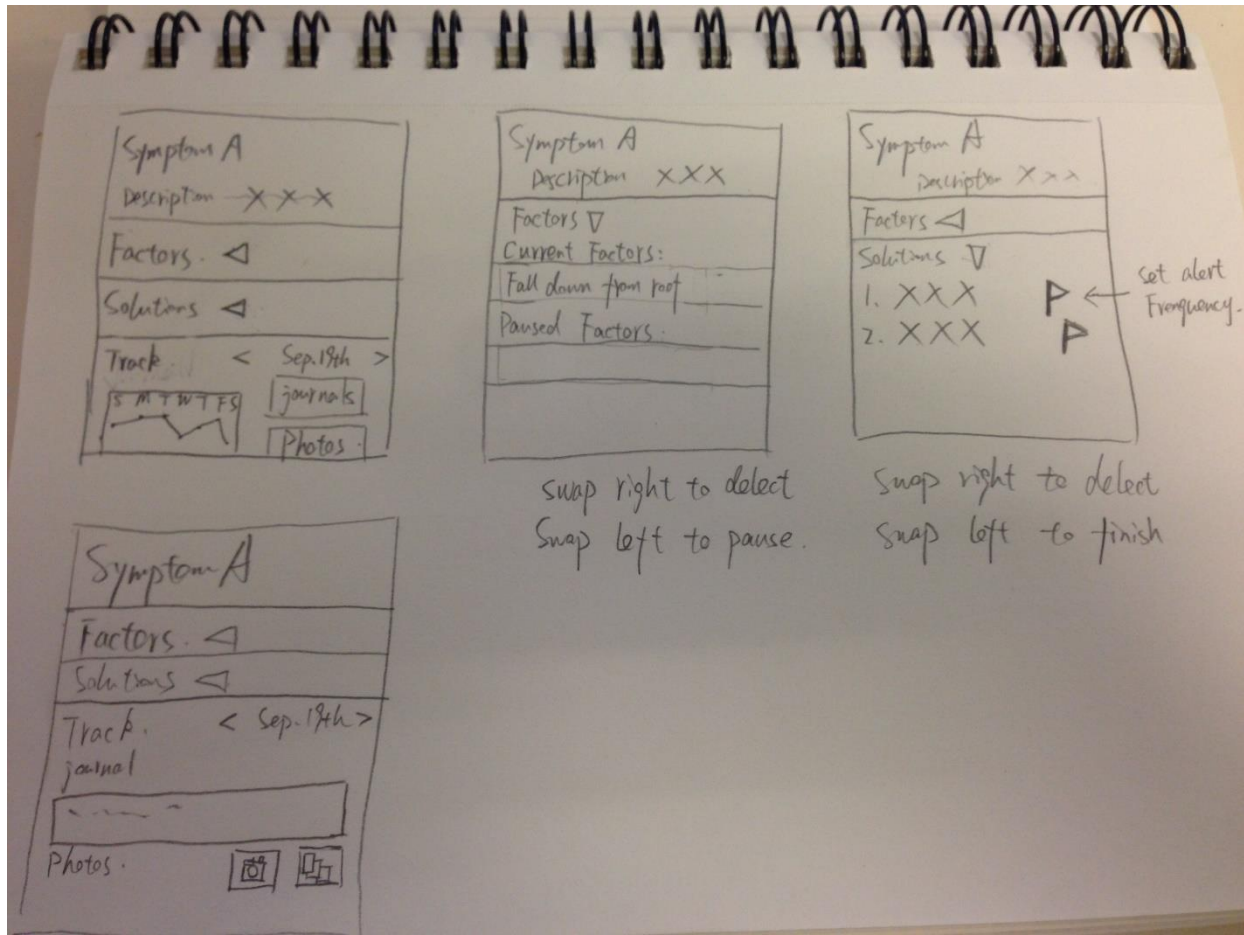 Symptom A
Description XXX
Factors.
Solutions
Track. < Sep.19th >
S M T W T F S
journals
Photos.
Symptom A
Description XXX
Factors
Current Factors:
Fall down from roof
Paused Factors.
swap right to delect
Swap left to pause.
Symptom A
Description XXX
Factors
Solutions
1. XXX
2. XXX
set alert
Frenquency.
Swap right to delect
Swap left to finish
Symptom A
Factors.
Solutions
Track. < Sep.19th >
journal
Photos.